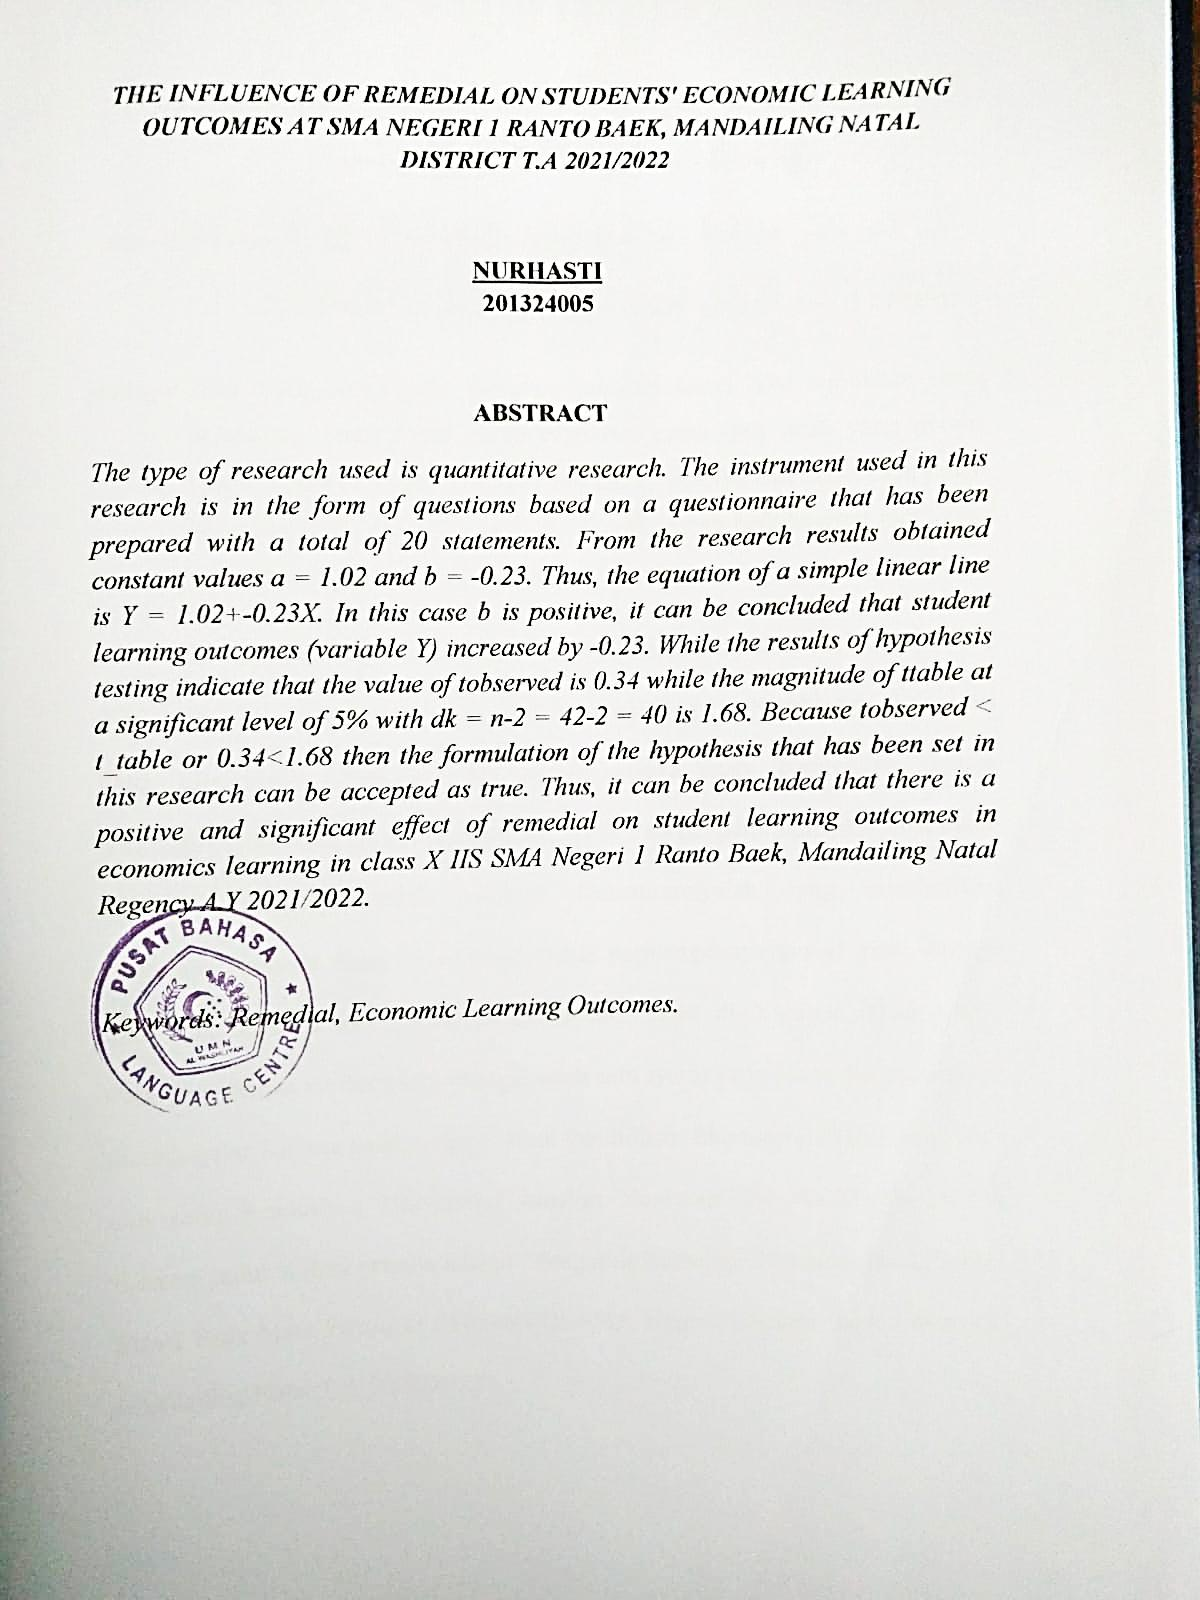 THE INFLUENCE OF REMEDIAL ON STUDENTS' ECONOMIC LEARNING
OUTCOMES AT SMA NEGERI 1 RANTO BAEK, MANDAILING NATAL
DISTRICT T.A 2021/2022
NURHASTI
201324005
ABSTRACT
The type of research used is quantitative research. The instrument used in this
research is in the form of questions based on a questionnaire that has been
prepared with a total of 20 statements. From the research results obtained
constant values a = 1.02 and b = -0.23. Thus, the equation of a simple linear line
is Y = 1.02+-0.23X. In this case b is positive, it can be concluded that student
learning outcomes (variable Y) increased by -0.23. While the results of hypothesis
testing indicate that the value of tobserved is 0.34 while the magnitude of ttable at
a significant level of 5% with dk = n-2 = 42-2 = 40 is 1.68. Because tobserved <
t_table or 0.34<1.68 then the formulation of the hypothesis that has been set in
this research can be accepted as true. Thus, it can be concluded that there is a
positive and significant effect of remedial on student learning outcomes in
economics learning in class X IIS SMA Negeri 1 Ranto Baek, Mandailing Natal
Regency A.Y 2021/2022.
PUSAT BAHASA
Keywords: Remedial, Economic Learning Outcomes.
UMN
AL WASHLIYAH
LANGUAGE CENTRE